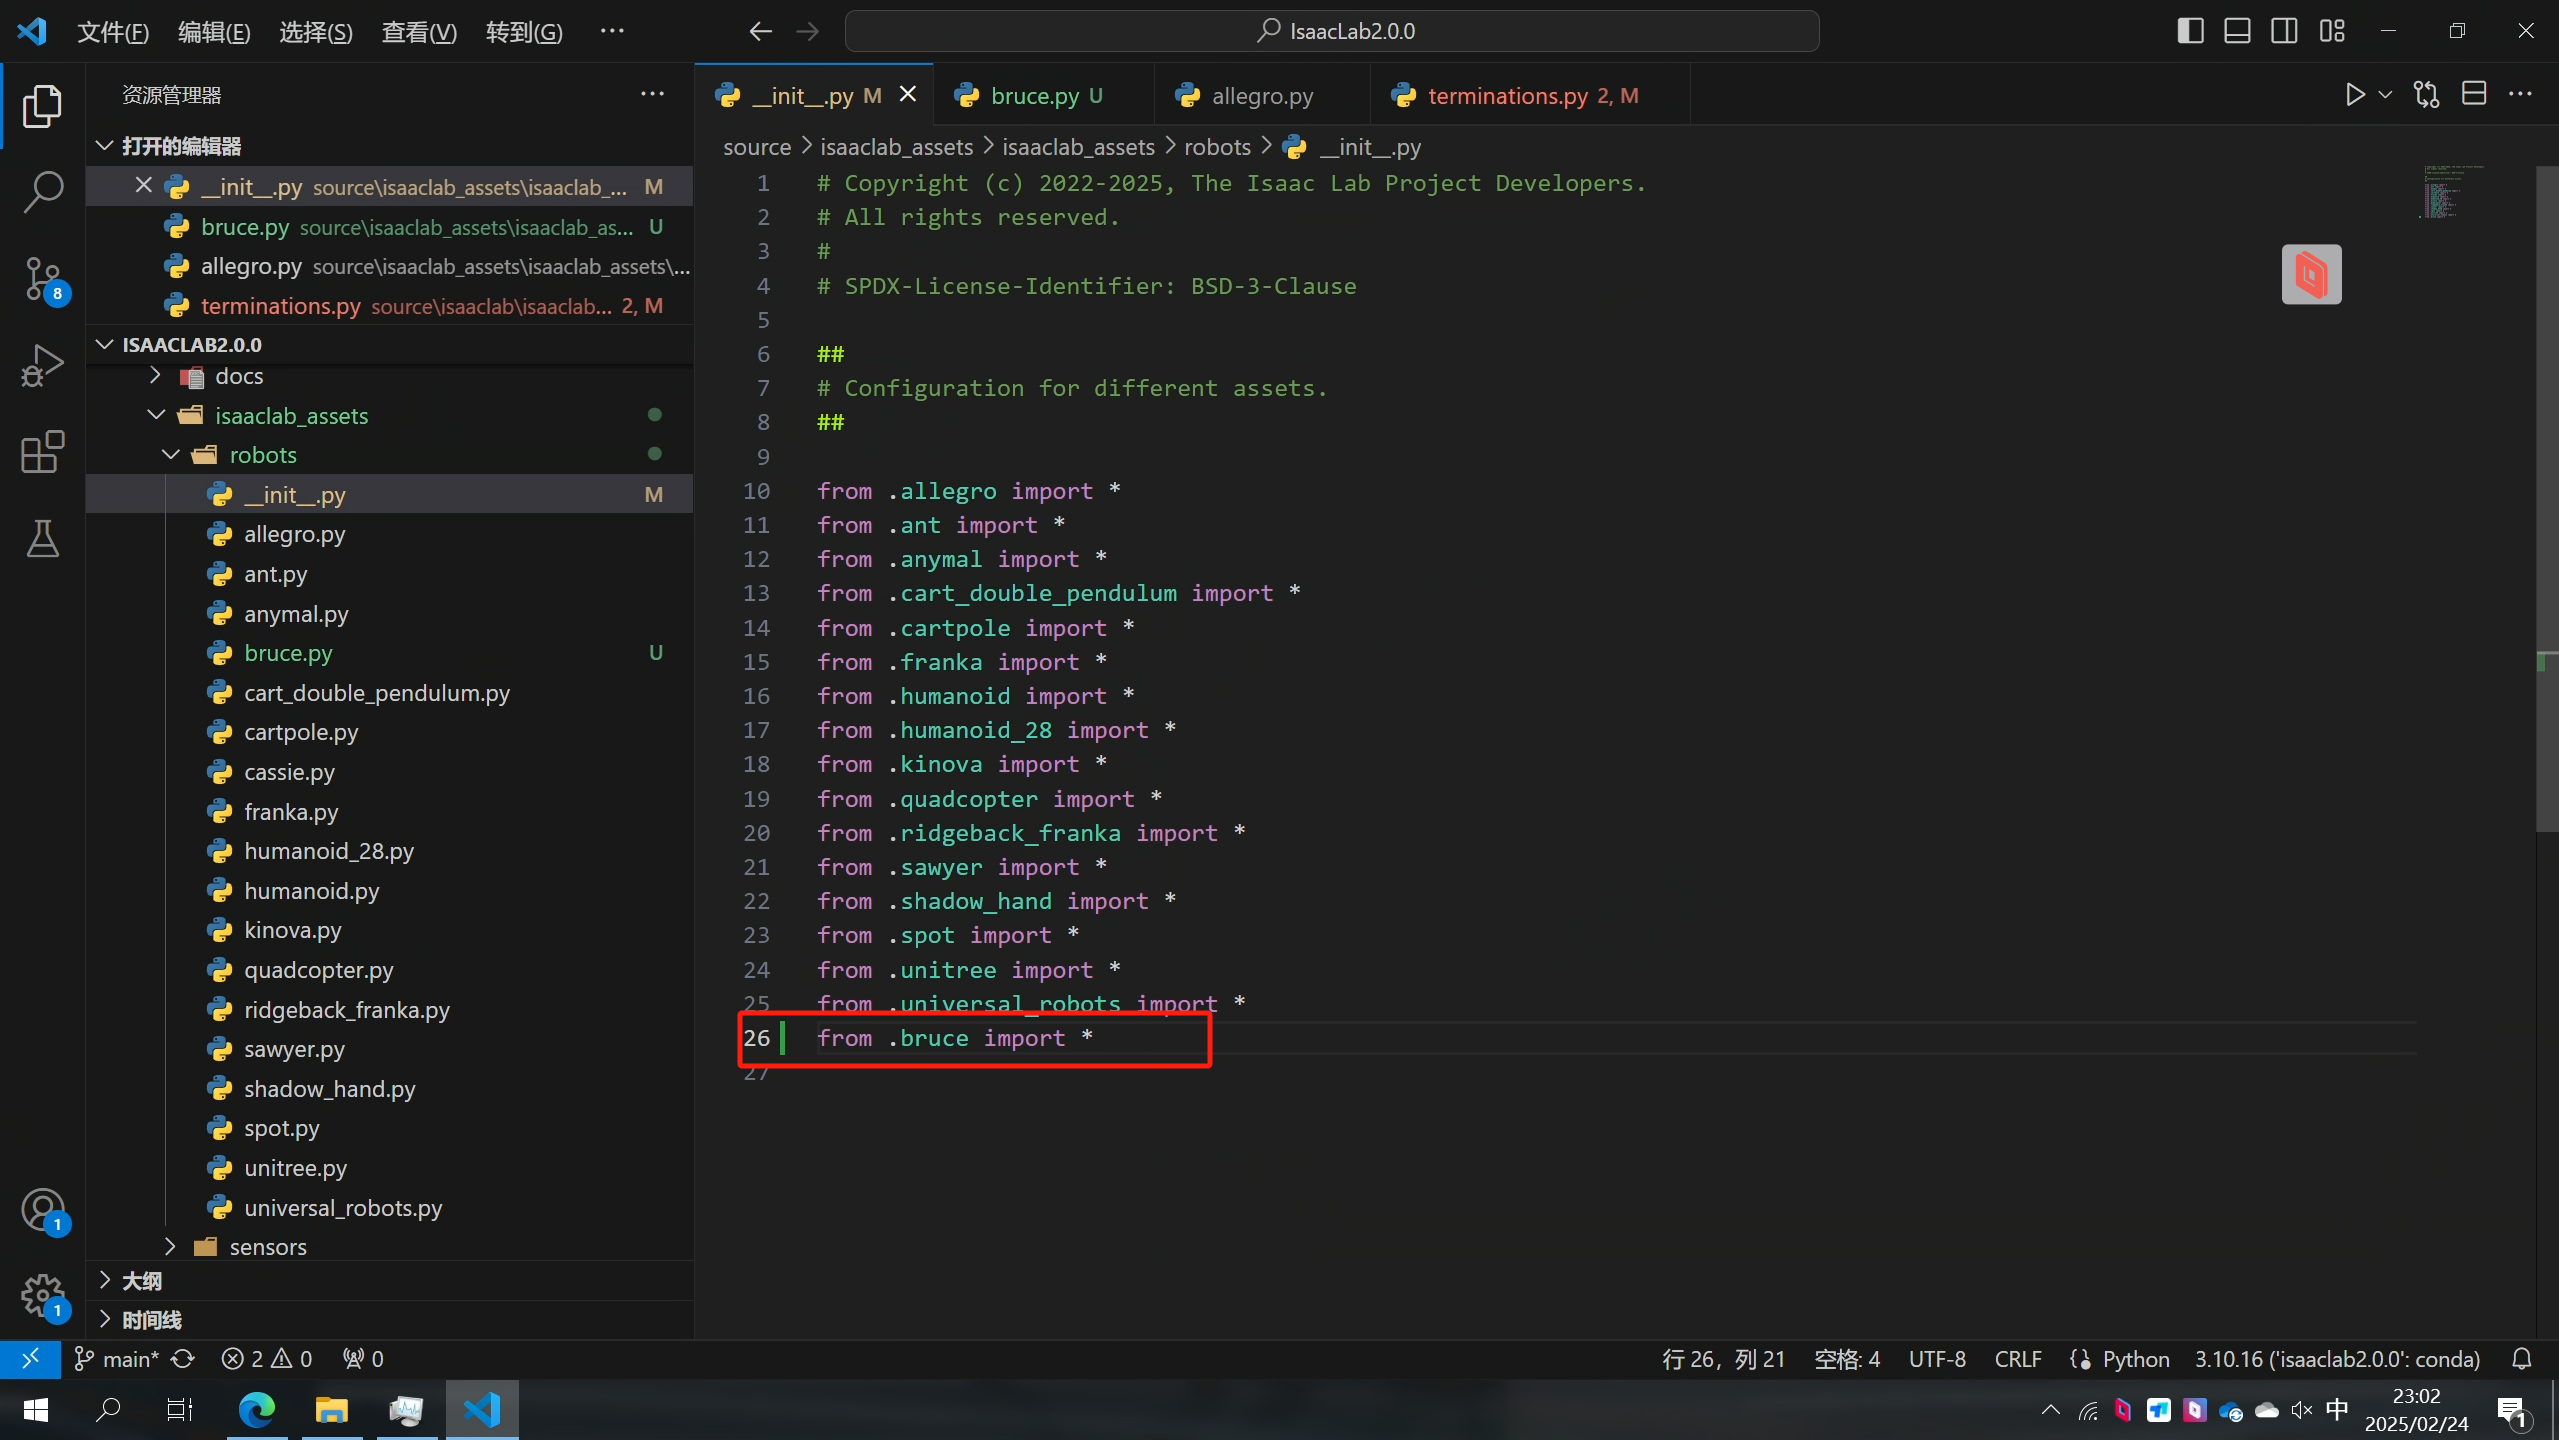 文件(F) 编辑(E) 选择(S) 查看(V) 转到(G) ··· IsaacLab2.0.0
资源管理器 ···
打开的编辑器
__init__.py source\isaaclab_assets\isaaclab_... M
bruce.py source\isaaclab_assets\isaaclab_as... U
allegro.py source\isaaclab_assets\isaaclab_assets\...
terminations.py source\isaaclab\isaaclab... 2, M
ISAACLAB2.0.0
docs
isaaclab_assets
robots
__init__.py M
allegro.py
ant.py
anymal.py
bruce.py U
cart_double_pendulum.py
cartpole.py
cassie.py
franka.py
humanoid_28.py
humanoid.py
kinova.py
quadcopter.py
ridgeback_franka.py
sawyer.py
shadow_hand.py
spot.py
unitree.py
universal_robots.py
sensors
大纲
时间线
8
1
1
__init__.py M bruce.py U allegro.py terminations.py 2, M
source > isaaclab_assets > isaaclab_assets > robots > __init__.py
1 # Copyright (c) 2022-2025, The Isaac Lab Project Developers.
2 # All rights reserved.
3 #
4 # SPDX-License-Identifier: BSD-3-Clause
5
6 ##
7 # Configuration for different assets.
8 ##
9
10 from .allegro import *
11 from .ant import *
12 from .anymal import *
13 from .cart_double_pendulum import *
14 from .cartpole import *
15 from .franka import *
16 from .humanoid import *
17 from .humanoid_28 import *
18 from .kinova import *
19 from .quadcopter import *
20 from .ridgeback_franka import *
21 from .sawyer import *
22 from .shadow_hand import *
23 from .spot import *
24 from .unitree import *
25 from .universal_robots import *
26 from .bruce import *
27
main* 2 0 0 行 26，列 21 空格: 4 UTF-8 CRLF Python 3.10.16 ('isaaclab2.0.0': conda)
中 23:02
2025/02/24
1